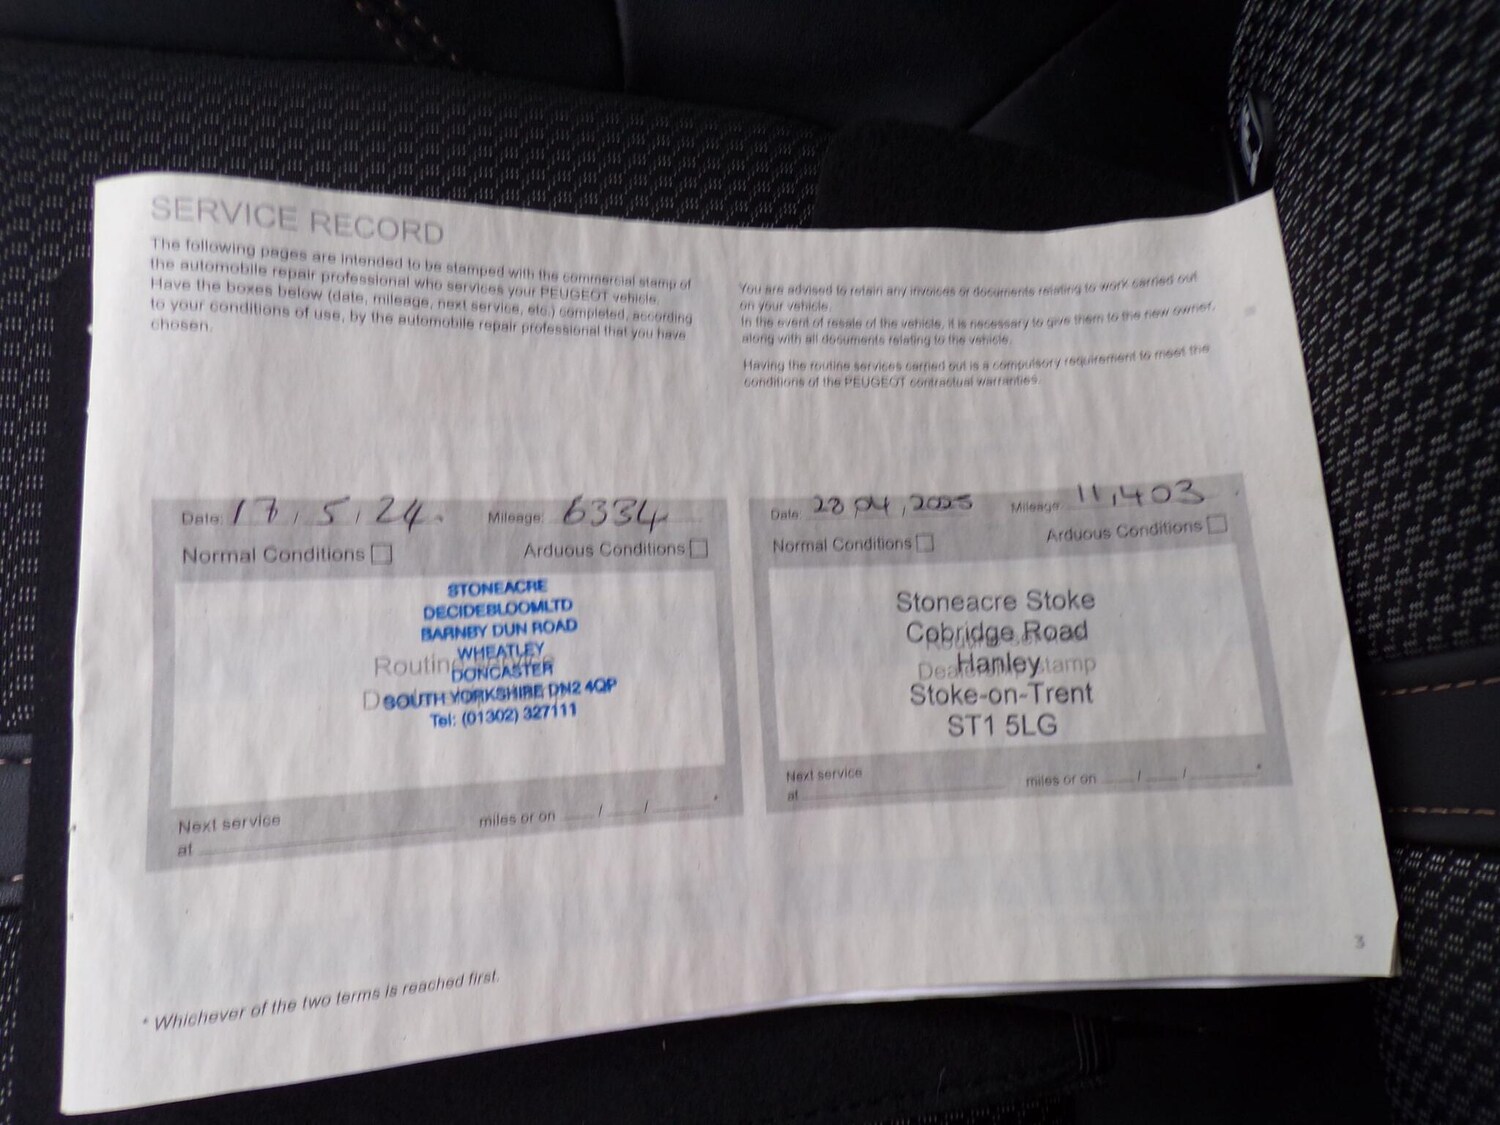 SERVICE RECORD
The following pages are intended to be stamped with the commercial stamp of
the automobile repair professional who services your PEUGEOT vehicle.
Have the boxes below (date, mileage, next service, etc.) completed, according
to your conditions of use, by the automobile repair professional that you have
chosen.
You are advised to retain any invoices or documents relating to work carried out
on your vehicle.
In the event of resale of the vehicle, it is necessary to give them to the new owner,
along with all documents relating to the vehicle.
Having the routine services carried out is a compulsory requirement to meet the
conditions of the PEUGEOT contractual warranties.
Date: 17, 5, 24. Mileage: 6334
Normal Conditions Arduous Conditions
STONEACRE
DECIDEBLOOMLTD
BARNBY DUN ROAD
WHEATLEY
Routine service
DONCASTER
SOUTH YORKSHIRE DN2 4QP
Tel: (01302) 327111
Next service
at miles or on / / *
Date: 28 04, 2025 Mileage: 11,403
Normal Conditions Arduous Conditions
Stoneacre Stoke
Cobridge Road
Hanley
Dealership stamp
Stoke-on-Trent
ST1 5LG
Next service
at miles or on / / *
* Whichever of the two terms is reached first.
3